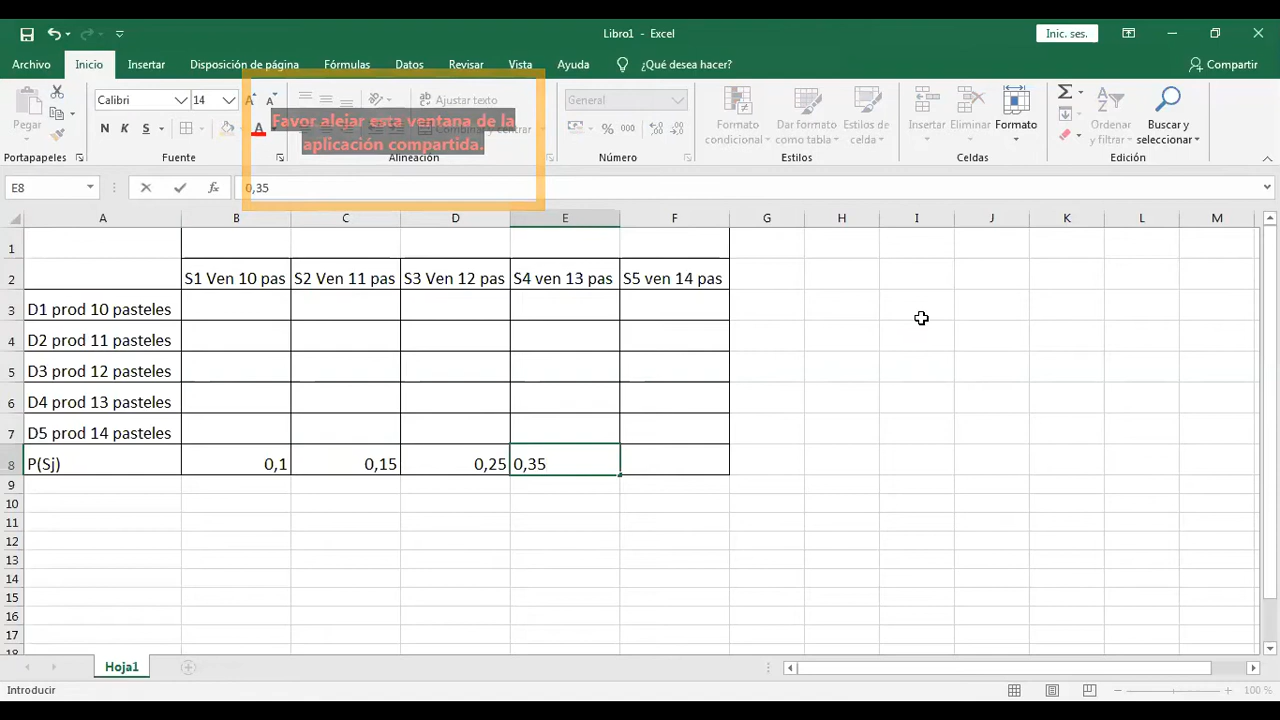 Libro1 - Excel
Inic. ses.
Archivo Inicio Insertar Disposición de página Fórmulas Datos Revisar Vista Ayuda ¿Qué desea hacer? Compartir
Calibri 14
Ajustar texto
General
Pegar
N K S
Favor alejar esta ventana de la
aplicación compartida.
Combinar y centrar
% 000
Formato condicional
Dar formato como tabla
Estilos de celda
Insertar Eliminar Formato
Ordenar y filtrar
Buscar y seleccionar
Portapapeles Fuente Alineación Número Estilos Celdas Edición
E8 fx 0,35
A B C D E F G H I J K L M
1
2 S1 Ven 10 pas S2 Ven 11 pas S3 Ven 12 pas S4 ven 13 pas S5 ven 14 pas
3 D1 prod 10 pasteles
4 D2 prod 11 pasteles
5 D3 prod 12 pasteles
6 D4 prod 13 pasteles
7 D5 prod 14 pasteles
8 P(Sj) 0,1 0,15 0,25 0,35
9
10
11
12
13
14
15
16
17
18
Hoja1
Introducir 100 %